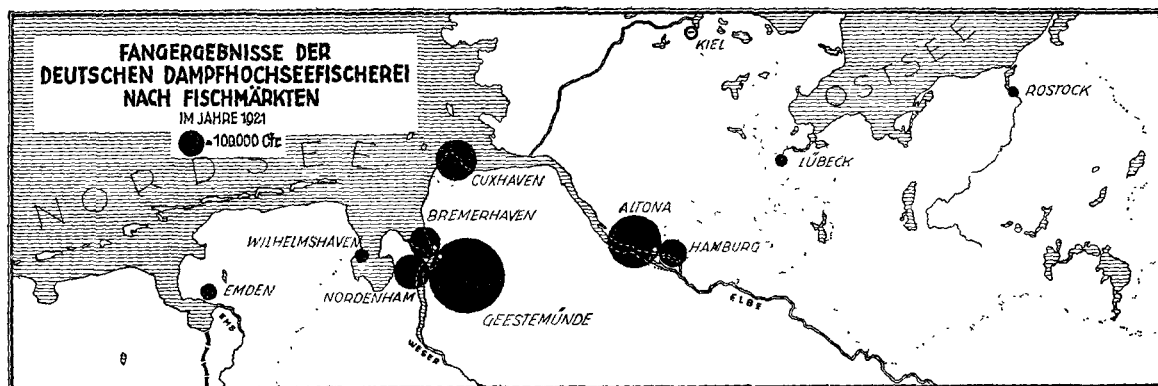 FANGERGEBNISSE DER
DEUTSCHEN DAMPFHOCHSEEFISCHEREI
NACH FISCHMÄRKTEN
IM JAHRE 1921
= 100000 Ctr.
KIEL
OSTSEE
ROSTOCK
LÜBECK
NORDSEE
CUXHAVEN
BREMERHAVEN
ALTONA
HAMBURG
WILHELMSHAVEN
NORDENHAM
EMDEN
GEESTEMÜNDE
EMS
WESER
ELBE